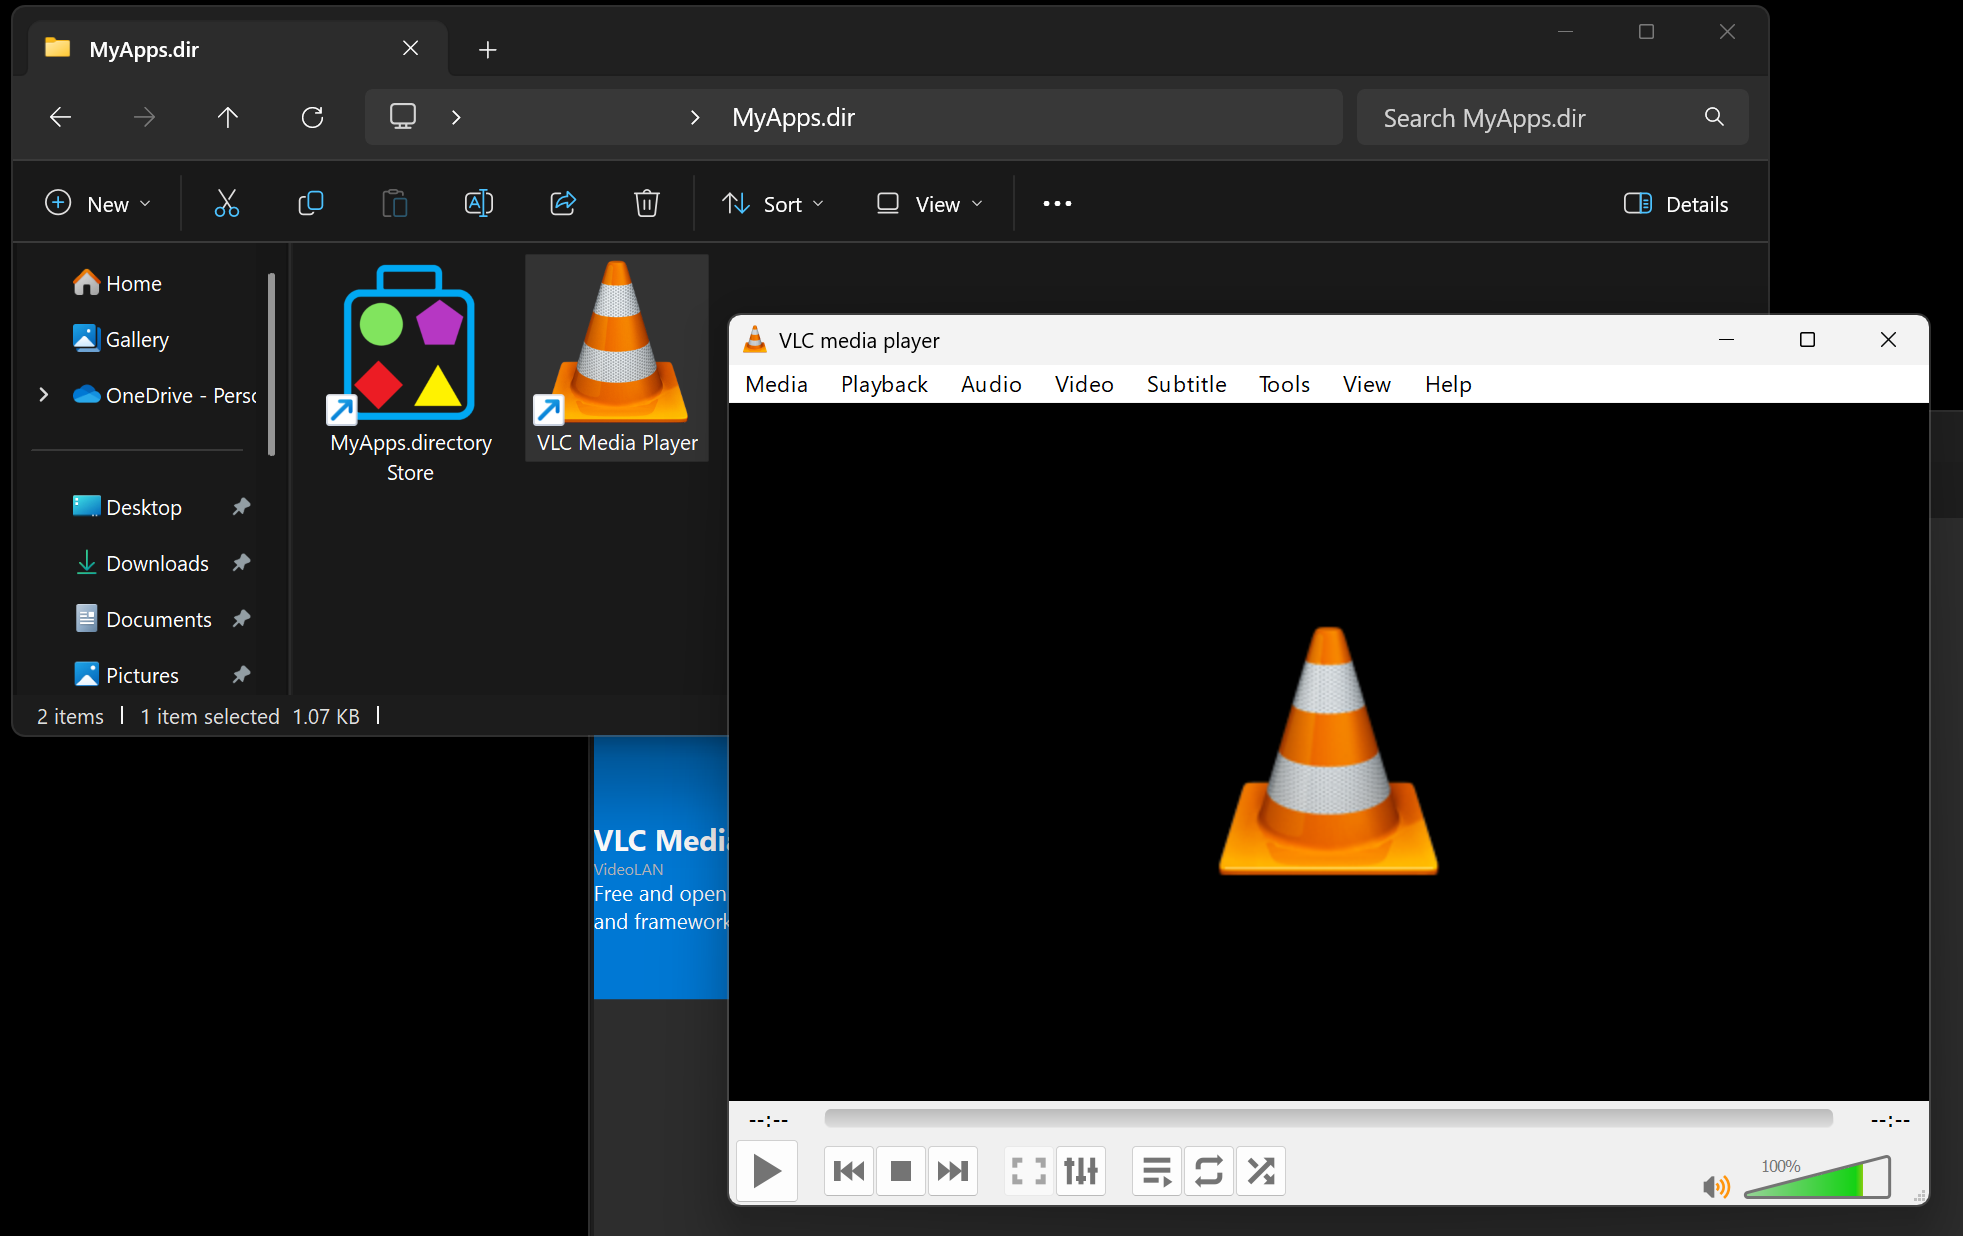 MyApps.dir
MyApps.dir
Search MyApps.dir
New
Sort
View
Details
Home
Gallery
OneDrive - Perso
Desktop
Downloads
Documents
Pictures
MyApps.directory
Store
VLC Media Player
2 items
1 item selected 1.07 KB
VLC media player
Media Playback Audio Video Subtitle Tools View Help
VLC Media
VideoLAN
Free and open
and framework
--:--
--:--
100%